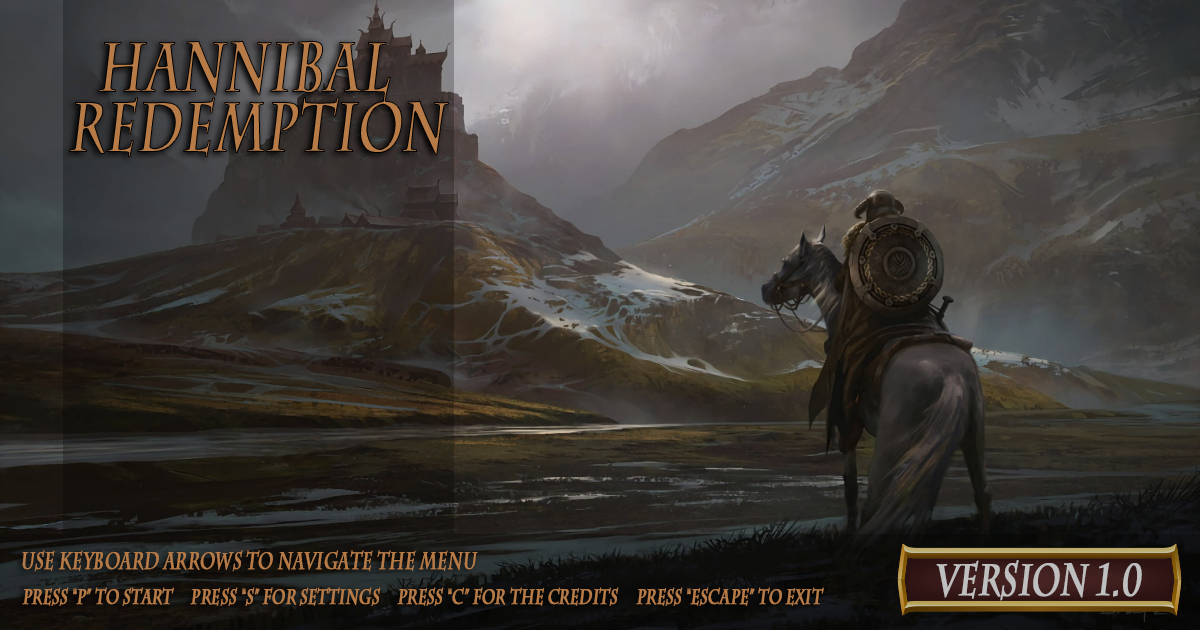 HANNIBAL
REDEMPTION
USE KEYBOARD ARROWS TO NAVIGATE THE MENU
PRESS "P" TO START PRESS "S" FOR SETTINGS PRESS "C" FOR THE CREDITS PRESS "ESCAPE" TO EXIT
VERSION 1.0